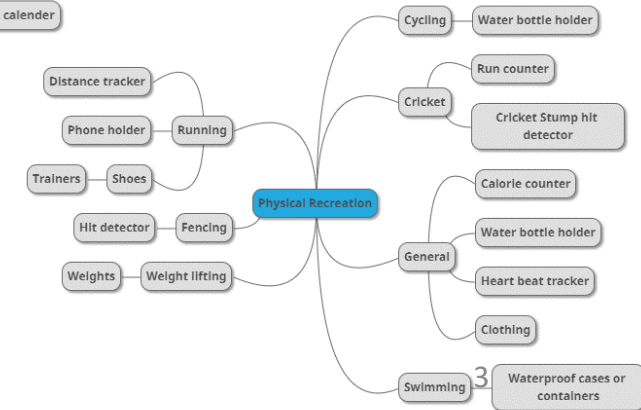 calender
Cycling
Water bottle holder
Run counter
Distance tracker
Cricket
Cricket Stump hit
detector
Phone holder
Running
Trainers
Shoes
Calorie counter
Physical Recreation
Hit detector
Fencing
Water bottle holder
General
Weights
Weight lifting
Heart beat tracker
Clothing
Swimming
3
Waterproof cases or
containers